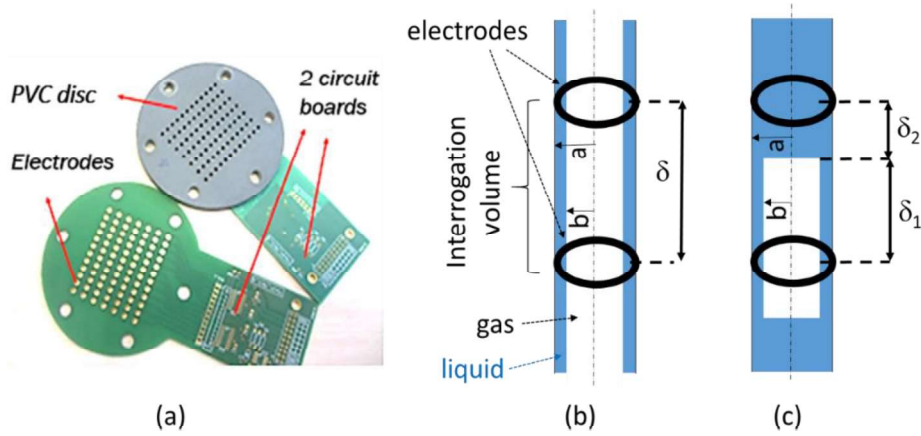 PVC disc
2 circuit
boards
Electrodes
(a)
electrodes
Interrogation
volume
a
b
δ
gas
liquid
(b)
a
b
δ2
δ1
(c)